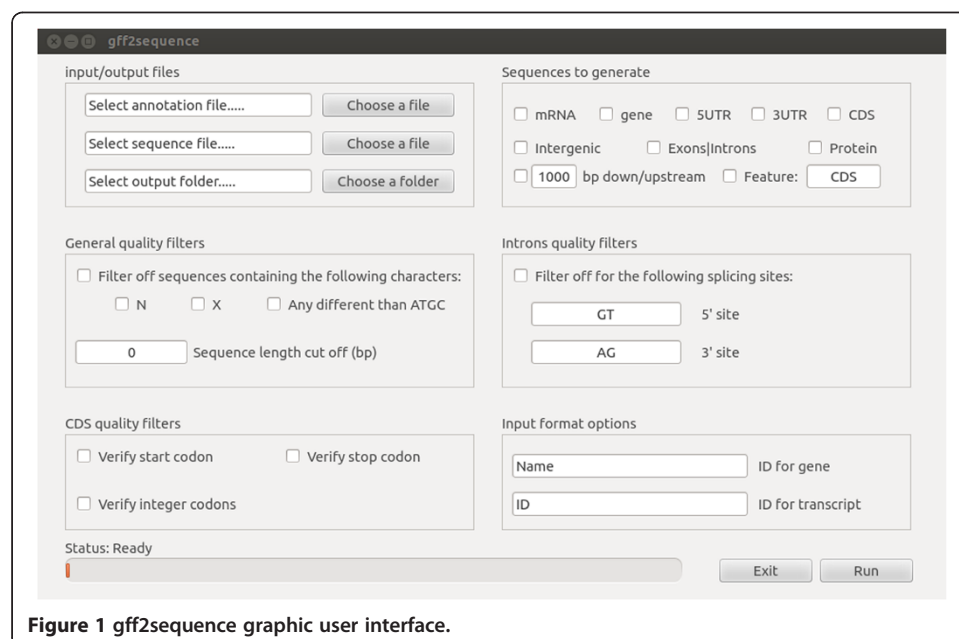 gff2sequence
input/output files
Select annotation file.....
Choose a file
Select sequence file.....
Choose a file
Select output folder.....
Choose a folder
Sequences to generate
mRNA gene 5UTR 3UTR CDS
Intergenic Exons|Introns Protein
1000 bp down/upstream Feature: CDS
General quality filters
Filter off sequences containing the following characters:
N X Any different than ATGC
0 Sequence length cut off (bp)
Introns quality filters
Filter off for the following splicing sites:
GT 5' site
AG 3' site
CDS quality filters
Verify start codon Verify stop codon
Verify integer codons
Input format options
Name ID for gene
ID ID for transcript
Status: Ready
Exit Run
Figure 1 gff2sequence graphic user interface.